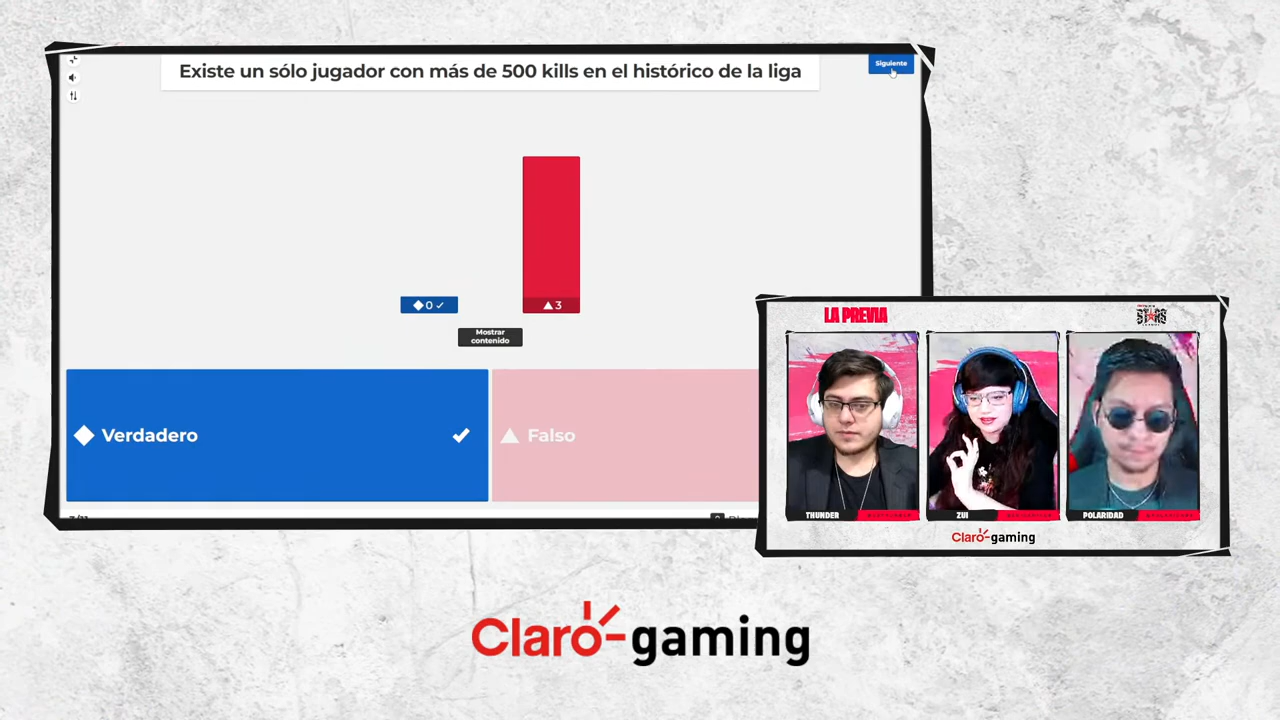 Existe un sólo jugador con más de 500 kills en el histórico de la liga
Siguiente
0
3
Mostrar
contenido
Verdadero
Falso
LA PREVIA
STARS
THUNDER
ZUI
POLARIDAD
Claro-gaming
Claro-gaming